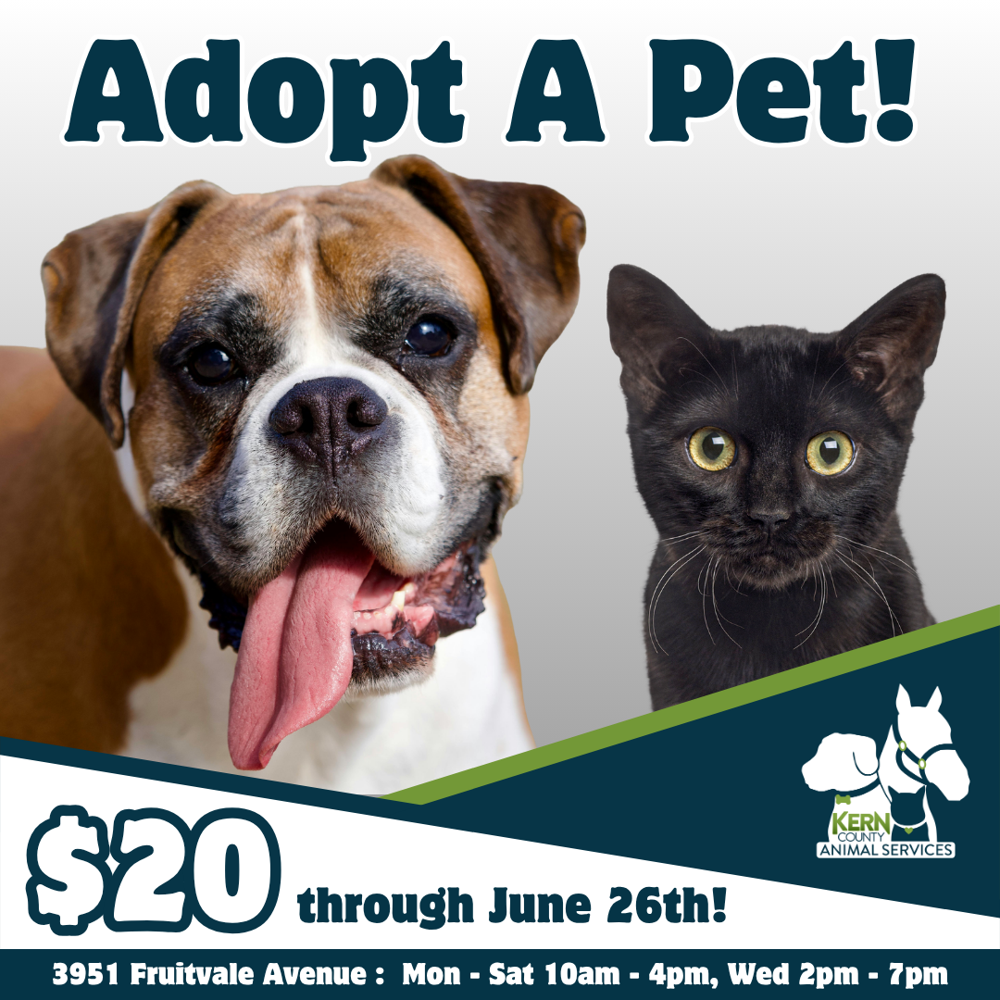 Adopt A Pet!
KERN
COUNTY
ANIMAL SERVICES
$20 through June 26th!
3951 Fruitvale Avenue : Mon - Sat 10am - 4pm, Wed 2pm - 7pm